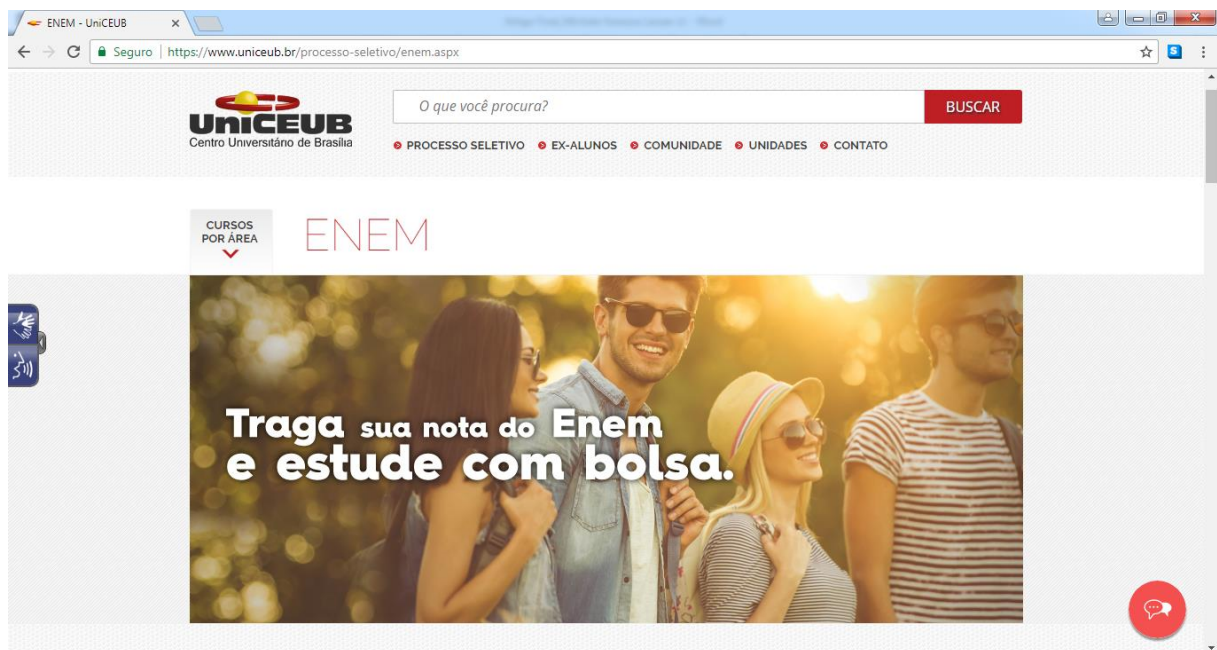 ENEM - UniCEUB
Seguro | https://www.uniceub.br/processo-seletivo/enem.aspx
UniCEUB
Centro Universitário de Brasília
O que você procura?
BUSCAR
PROCESSO SELETIVO EX-ALUNOS COMUNIDADE UNIDADES CONTATO
CURSOS
POR ÁREA
ENEM
Traga sua nota do Enem
e estude com bolsa.